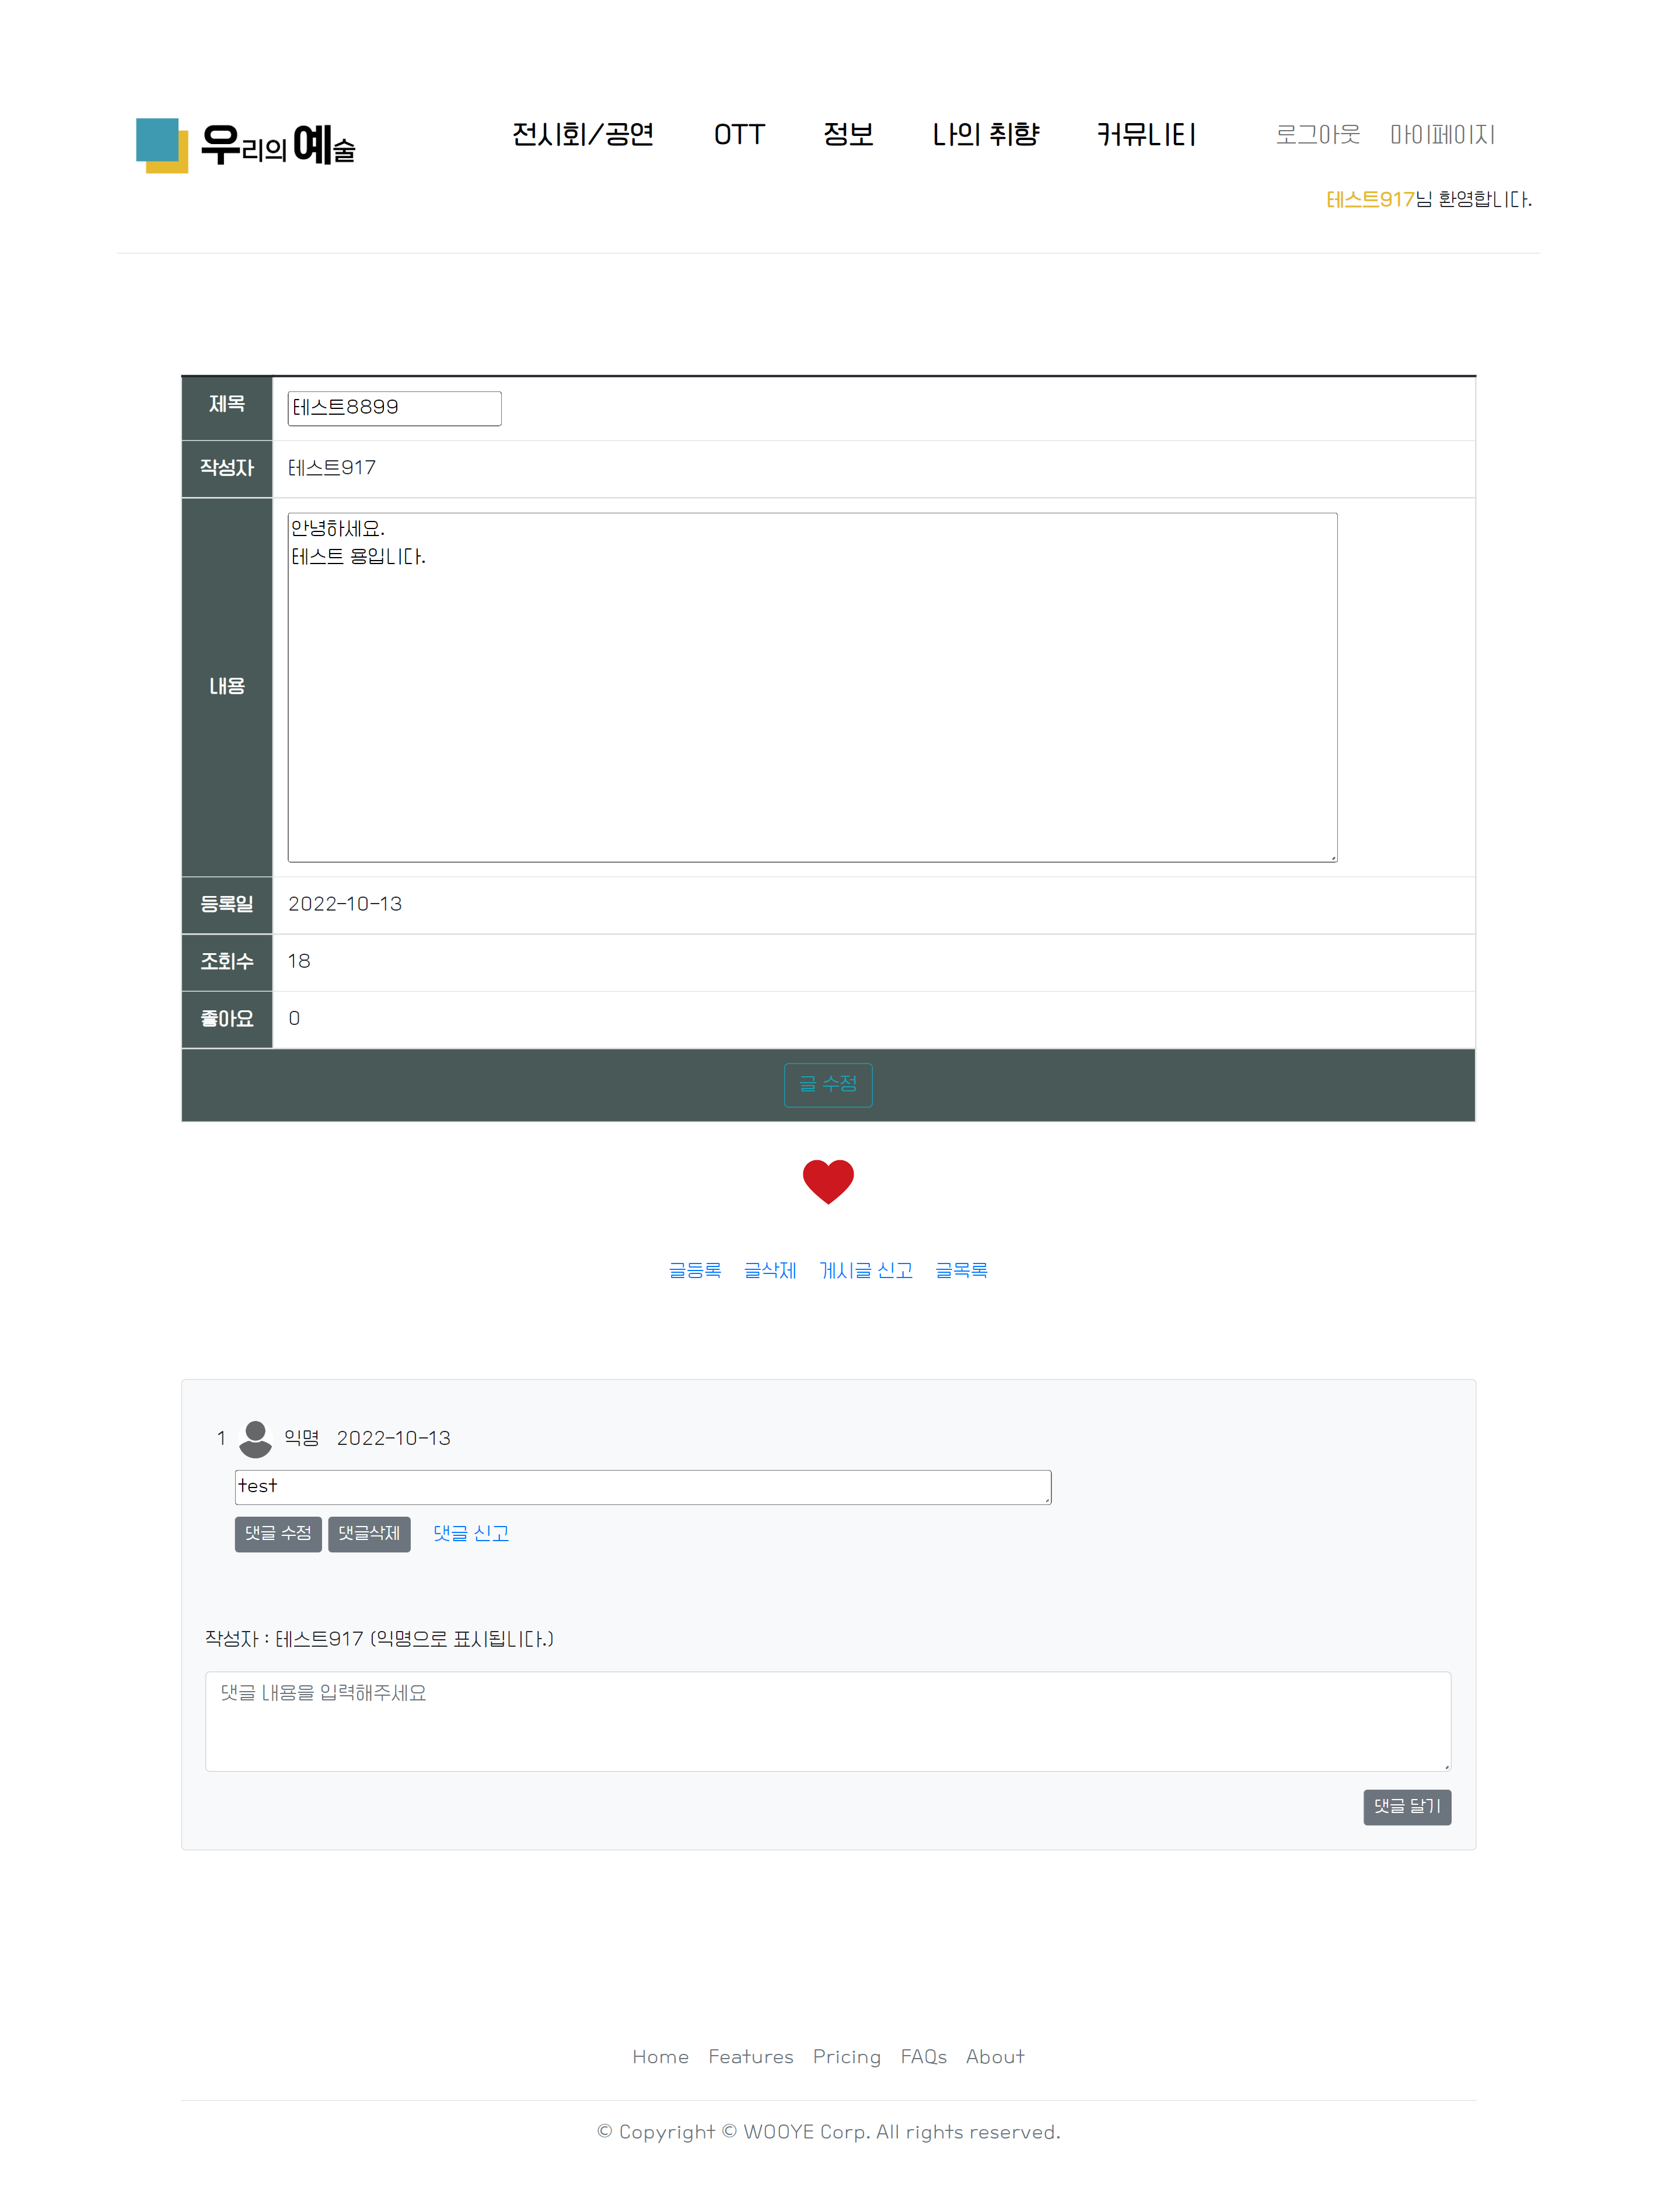 우리의 예술
전시회/공연 OTT 정보 나의 취향 커뮤니티 로그아웃 마이페이지
테스트917님 환영합니다.
제목 테스트8899
작성자 테스트917
내용
안녕하세요.
테스트 용입니다.
등록일 2022-10-13
조회수 18
좋아요 0
글 수정
글등록 글삭제 게시글 신고 글목록
1 익명 2022-10-13
test
댓글 수정 댓글삭제 댓글 신고
작성자 : 테스트917 (익명으로 표시됩니다.)
댓글 내용을 입력해주세요
댓글 달기
Home Features Pricing FAQs About
© Copyright © WOOYE Corp. All rights reserved.